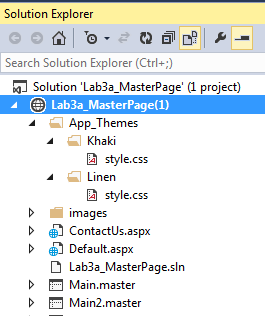 Solution Explorer
Search Solution Explorer (Ctrl+;)
Solution 'Lab3a_MasterPage' (1 project)
Lab3a_MasterPage(1)
App_Themes
Khaki
style.css
Linen
style.css
images
ContactUs.aspx
Default.aspx
Lab3a_MasterPage.sln
Main.master
Main2.master